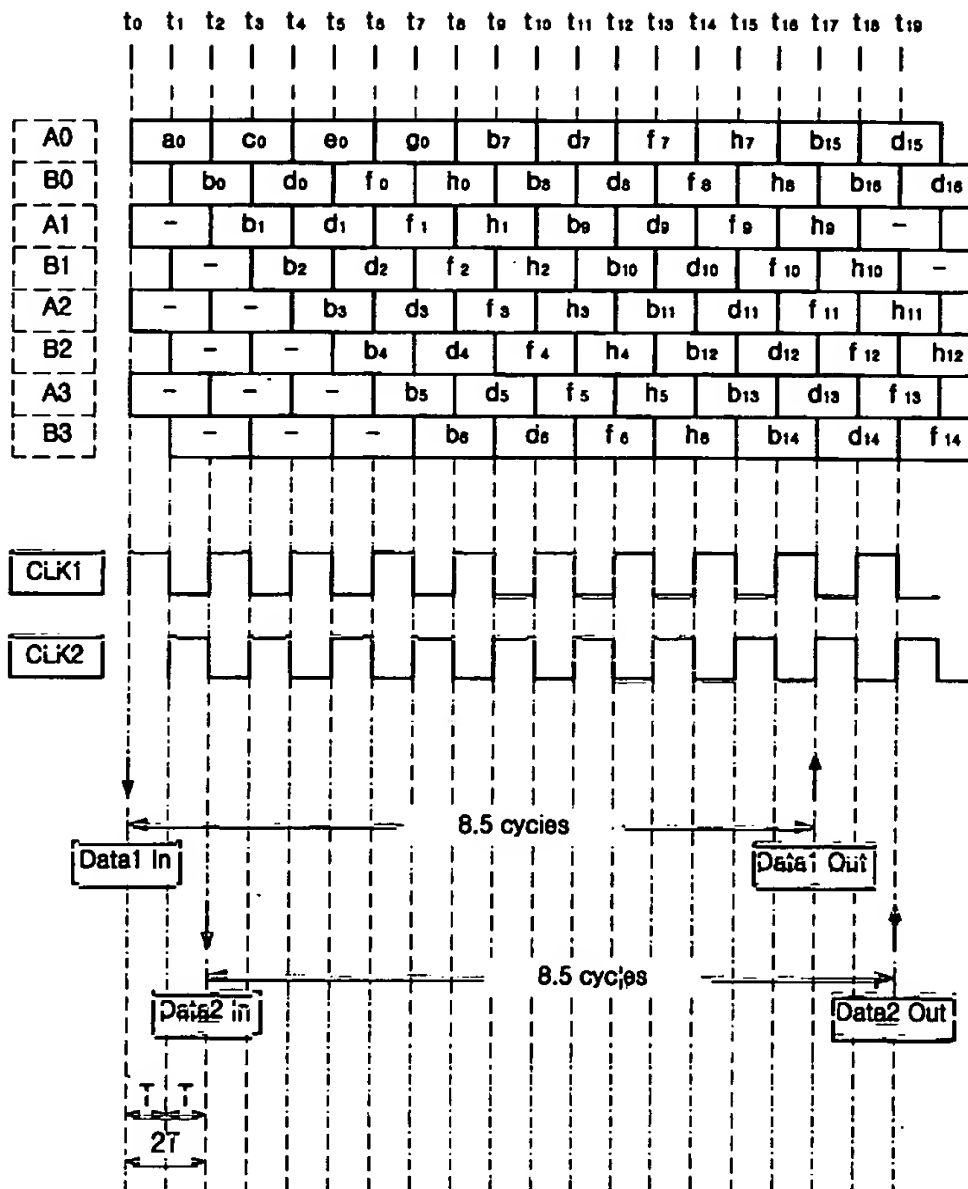 t0 t1 t2 t3 t4 t5 t6 t7 t8 t9 t10 t11 t12 t13 t14 t15 t16 t17 t18 t19
A0 a0 c0 e0 g0 b7 d7 f7 h7 b15 d15
B0 b0 d0 f0 h0 b8 d8 f8 h8 b16 d16
A1 – b1 d1 f1 h1 b9 d9 f9 h9 –
B1 – b2 d2 f2 h2 b10 d10 f10 h10 –
A2 – – b3 d3 f3 h3 b11 d11 f11 h11
B2 – – b4 d4 f4 h4 b12 d12 f12 h12
A3 – – – b5 d5 f5 h5 b13 d13 f13
B3 – – – b6 d6 f6 h6 b14 d14 f14
CLK1
CLK2
8.5 cycles
Data1 In Data1 Out
8.5 cycles
Data2 In Data2 Out
T T
2T